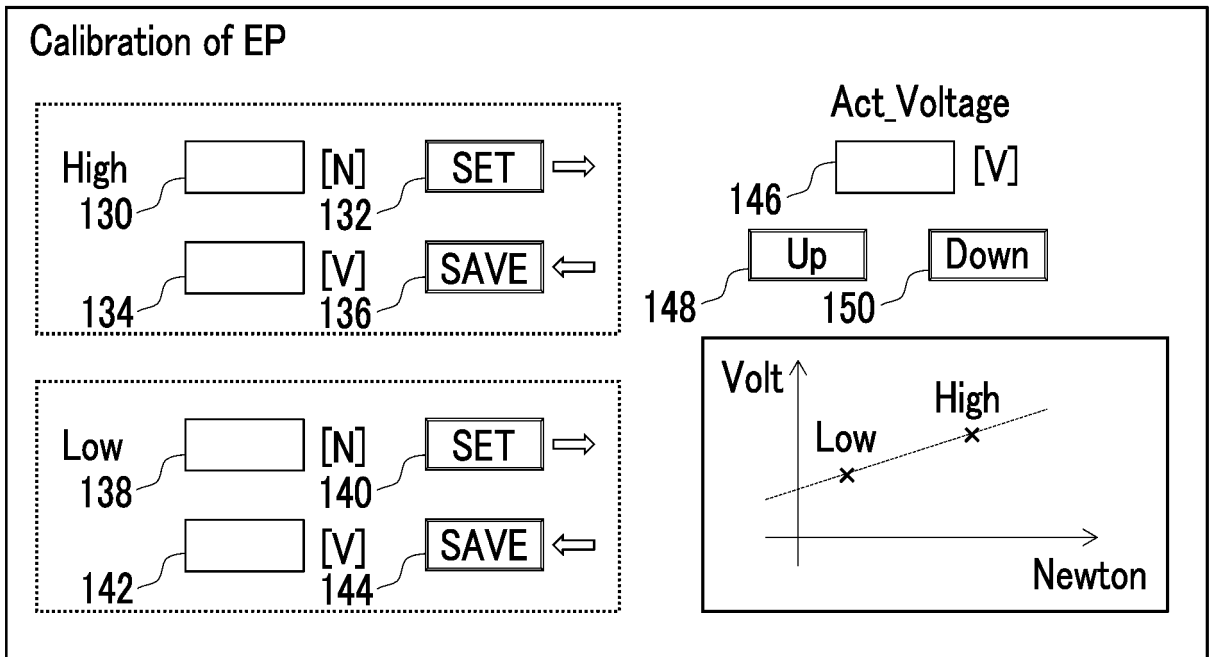 Calibration of EP
High [N] SET ⇨
130 132
[V] SAVE ⇦
134 136
Low [N] SET ⇨
138 140
[V] SAVE ⇦
142 144
Act_Voltage
[V]
146
Up Down
148 150
Volt
High
Low
Newton